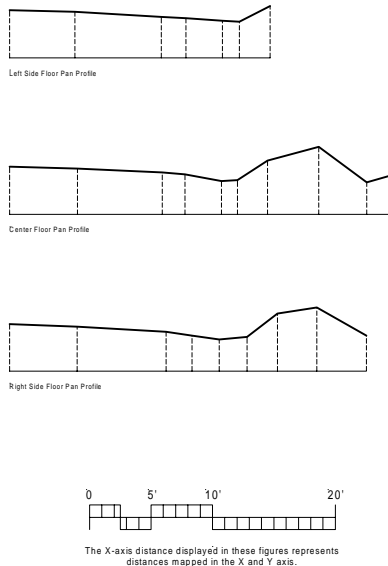 Left Side Floor Pan Profile
Center Floor Pan Profile
Right Side Floor Pan Profile
0 5' 10' 20'
The X-axis distance displayed in these figures represents
distances mapped in the X and Y axis.